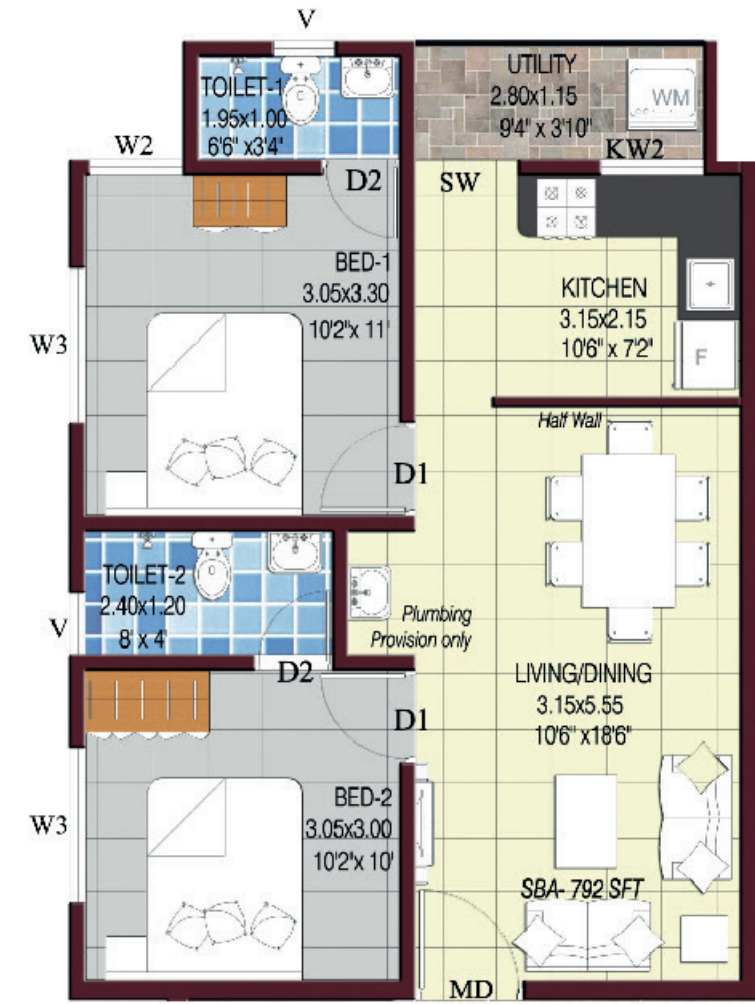 V
TOILET-1
1.95x1.00
6'6" x3'4"
UTILITY
2.80x1.15
9'4" x 3'10"
WM
W2
D2
SW
KW2
BED-1
3.05x3.30
10'2"x 11'
KITCHEN
3.15x2.15
10'6" x 7'2"
F
W3
Half Wall
D1
TOILET-2
2.40x1.20
8' x 4'
V
Plumbing
Provision only
D2
D1
LIVING/DINING
3.15x5.55
10'6" x18'6"
W3
BED-2
3.05x3.00
10'2"x 10'
SBA- 792 SFT
MD